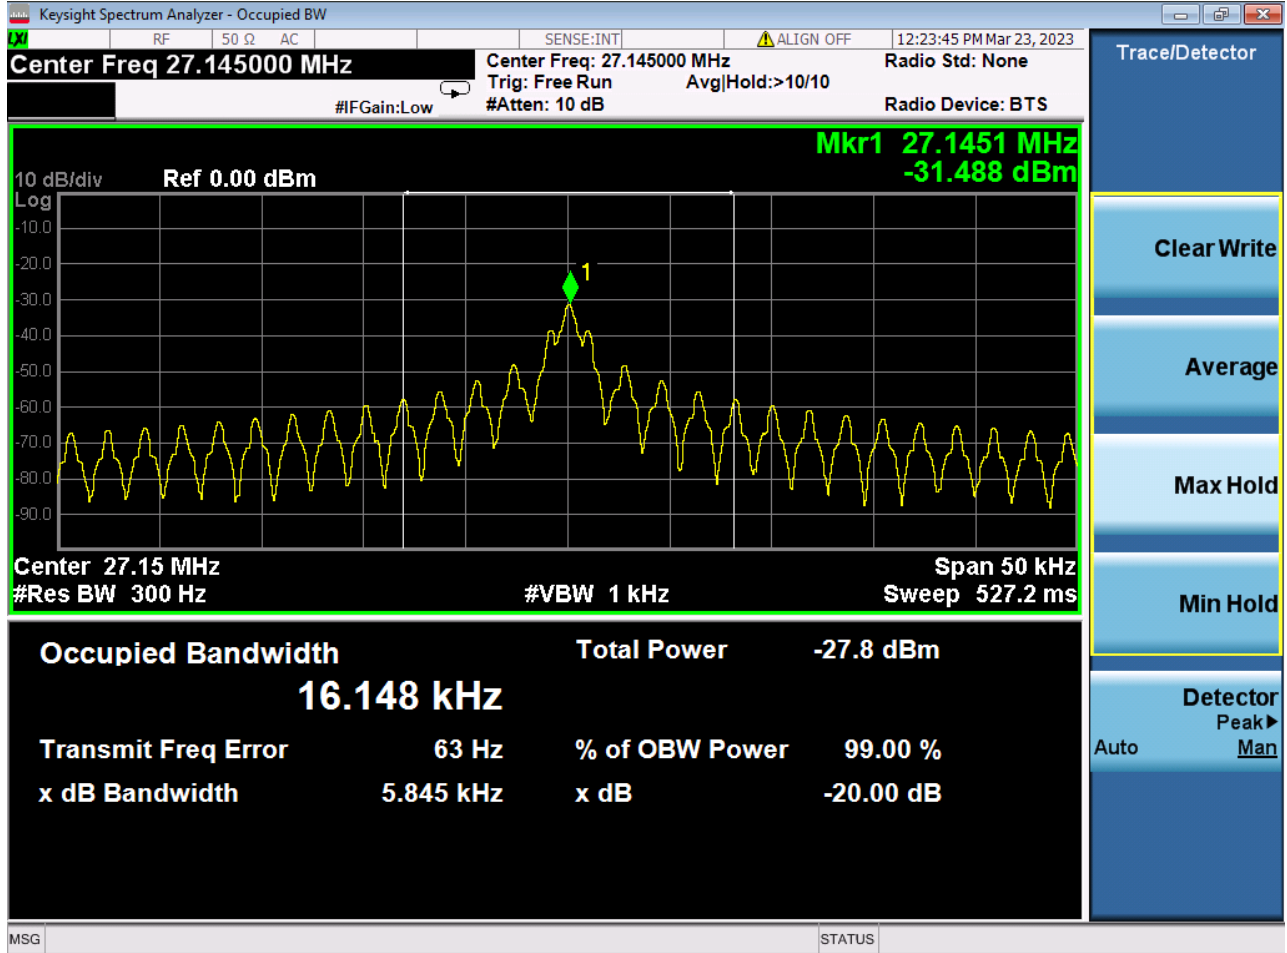 Keysight Spectrum Analyzer - Occupied BW
LXI RF 50 Ω AC SENSE:INT ALIGN OFF 12:23:45 PM Mar 23, 2023
Center Freq 27.145000 MHz
Center Freq: 27.145000 MHz
Radio Std: None
Trig: Free Run Avg|Hold:>10/10
#IFGain:Low
#Atten: 10 dB
Radio Device: BTS
Trace/Detector
Mkr1 27.1451 MHz
-31.488 dBm
10 dB/div Ref 0.00 dBm
Log
-10.0
-20.0
-30.0
-40.0
-50.0
-60.0
-70.0
-80.0
-90.0
1
Center 27.15 MHz Span 50 kHz
#Res BW 300 Hz #VBW 1 kHz Sweep 527.2 ms
Occupied Bandwidth Total Power -27.8 dBm
16.148 kHz
Transmit Freq Error 63 Hz % of OBW Power 99.00 %
x dB Bandwidth 5.845 kHz x dB -20.00 dB
Clear Write
Average
Max Hold
Min Hold
Detector
Peak▶
Auto Man
MSG STATUS